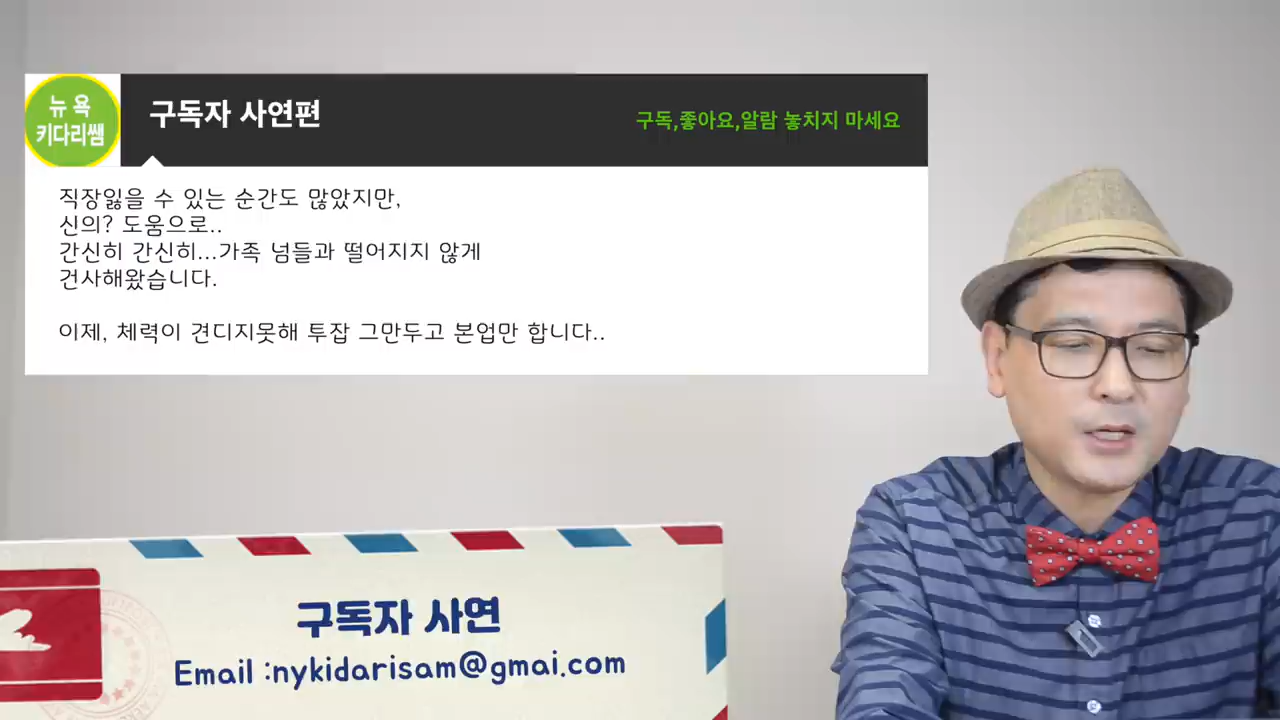 뉴 욕
키다리쌤
구독자 사연편
구독,좋아요,알람 놓치지 마세요
직장잃을 수 있는 순간도 많았지만,
신의? 도움으로..
간신히 간신히...가족 넘들과 떨어지지 않게
건사해왔습니다.
이제, 체력이 견디지못해 투잡 그만두고 본업만 합니다..
구독자 사연
Email :nykidarisam@gmai.com